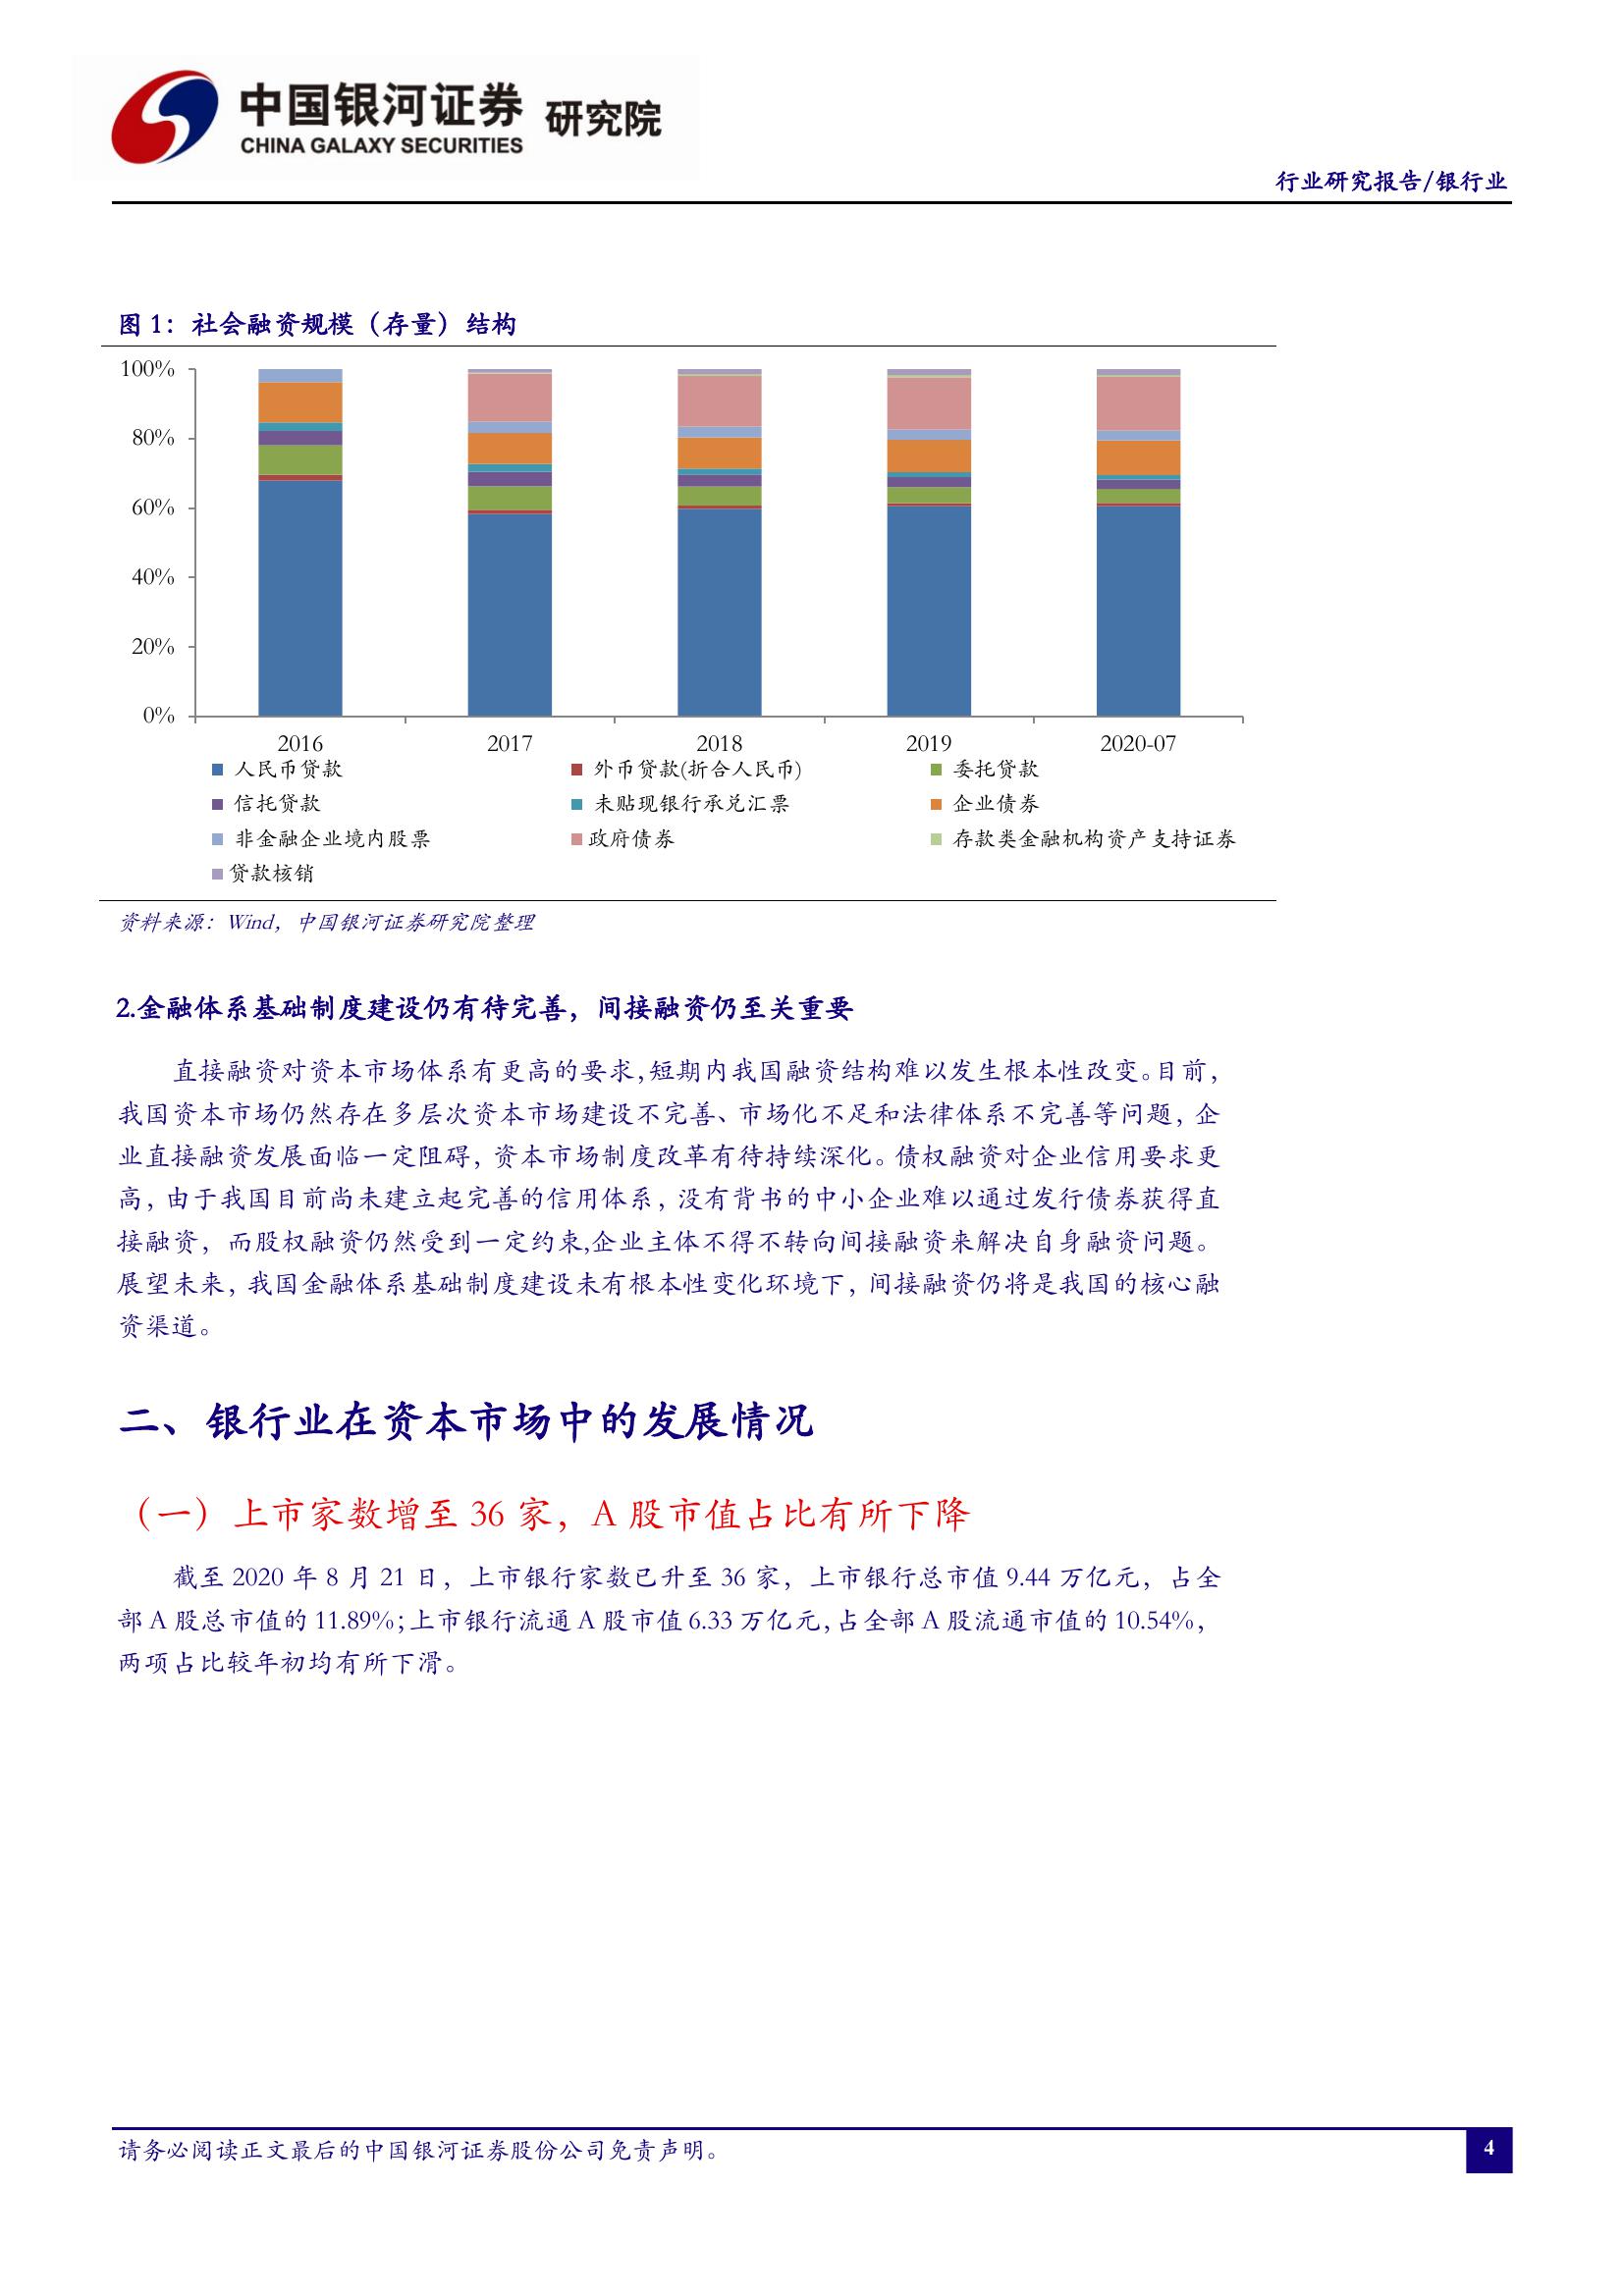 中国银河证券 研究院
CHINA GALAXY SECURITIES
行业研究报告/银行业
图 1：社会融资规模（存量）结构
100%
80%
60%
40%
20%
0%
2016 2017 2018 2019 2020-07
人民币贷款 外币贷款(折合人民币) 委托贷款
信托贷款 未贴现银行承兑汇票 企业债券
非金融企业境内股票 政府债券 存款类金融机构资产支持证券
贷款核销
资料来源：Wind，中国银河证券研究院整理
2.金融体系基础制度建设仍有待完善，间接融资仍至关重要
直接融资对资本市场体系有更高的要求,短期内我国融资结构难以发生根本性改变。目前，
我国资本市场仍然存在多层次资本市场建设不完善、市场化不足和法律体系不完善等问题，企
业直接融资发展面临一定阻碍，资本市场制度改革有待持续深化。债权融资对企业信用要求更
高，由于我国目前尚未建立起完善的信用体系，没有背书的中小企业难以通过发行债券获得直
接融资，而股权融资仍然受到一定约束,企业主体不得不转向间接融资来解决自身融资问题。
展望未来，我国金融体系基础制度建设未有根本性变化环境下，间接融资仍将是我国的核心融
资渠道。
二、银行业在资本市场中的发展情况
（一）上市家数增至 36 家，A 股市值占比有所下降
截至 2020 年 8 月 21 日，上市银行家数已升至 36 家，上市银行总市值 9.44 万亿元，占全
部 A 股总市值的 11.89%；上市银行流通 A 股市值 6.33 万亿元，占全部 A 股流通市值的 10.54%，
两项占比较年初均有所下滑。
请务必阅读正文最后的中国银河证券股份公司免责声明。
4